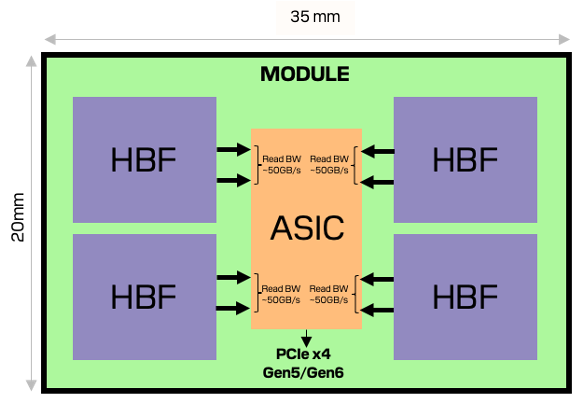 35 mm
20mm
MODULE
HBF
HBF
Read BW
~50GB/s
Read BW
~50GB/s
ASIC
HBF
HBF
Read BW
~50GB/s
Read BW
~50GB/s
PCIe x4
Gen5/Gen6